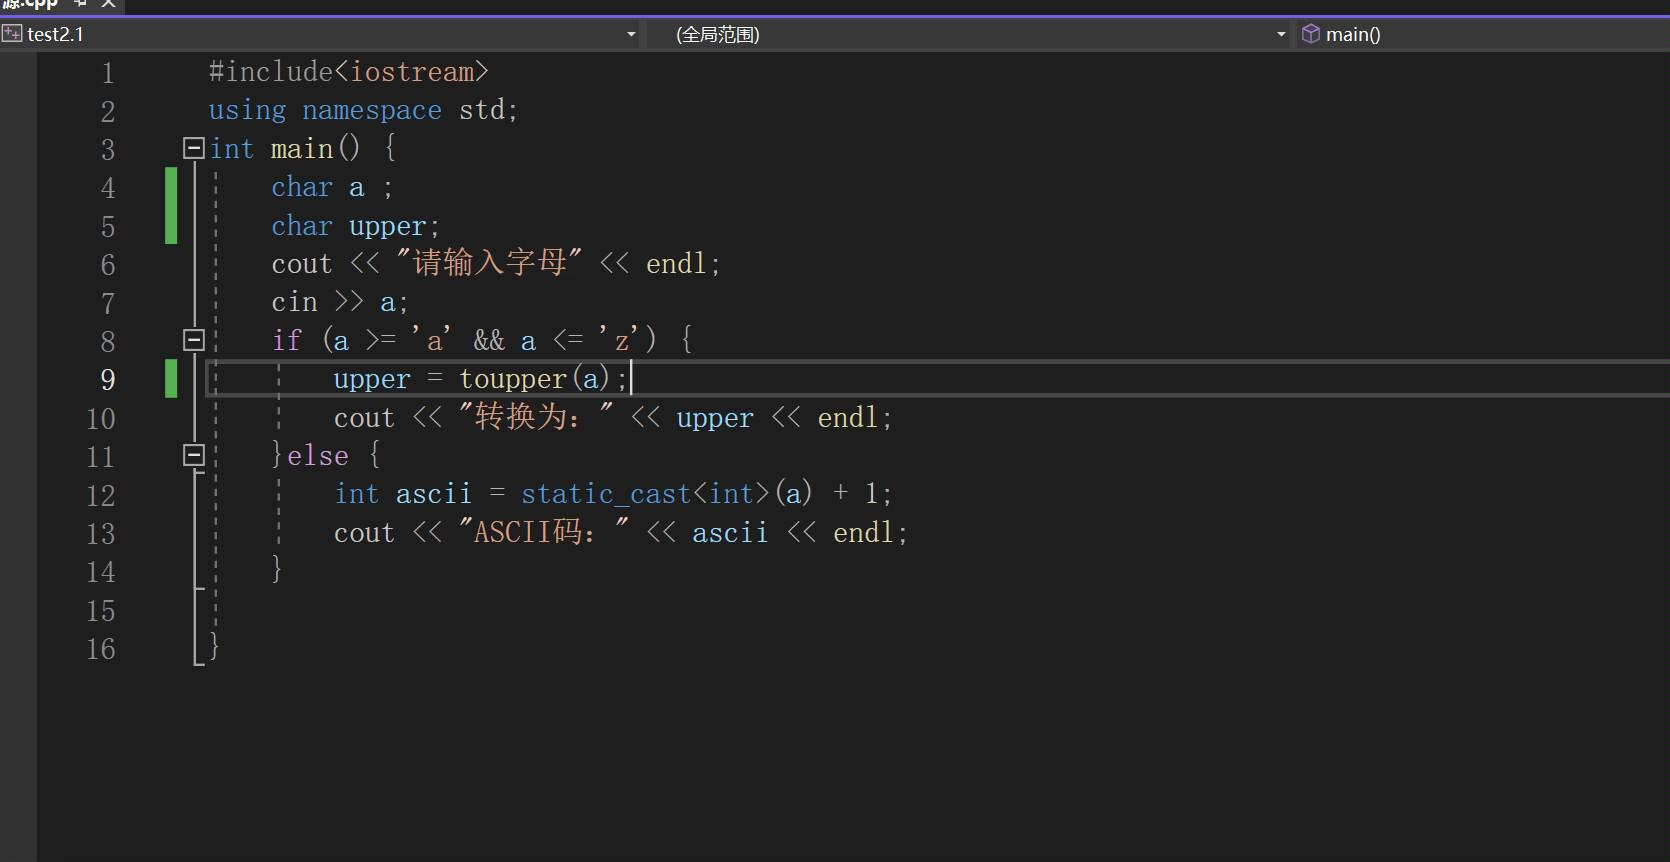 源.cpp
test2.1 (全局范围) main()
1 #include<iostream>
2 using namespace std;
3 int main() {
4 char a ;
5 char upper;
6 cout << "请输入字母" << endl;
7 cin >> a;
8 if (a >= 'a' && a <= 'z') {
9 upper = toupper(a);
10 cout << "转换为：" << upper << endl;
11 }else {
12 int ascii = static_cast<int>(a) + 1;
13 cout << "ASCII码：" << ascii << endl;
14 }
15
16 }